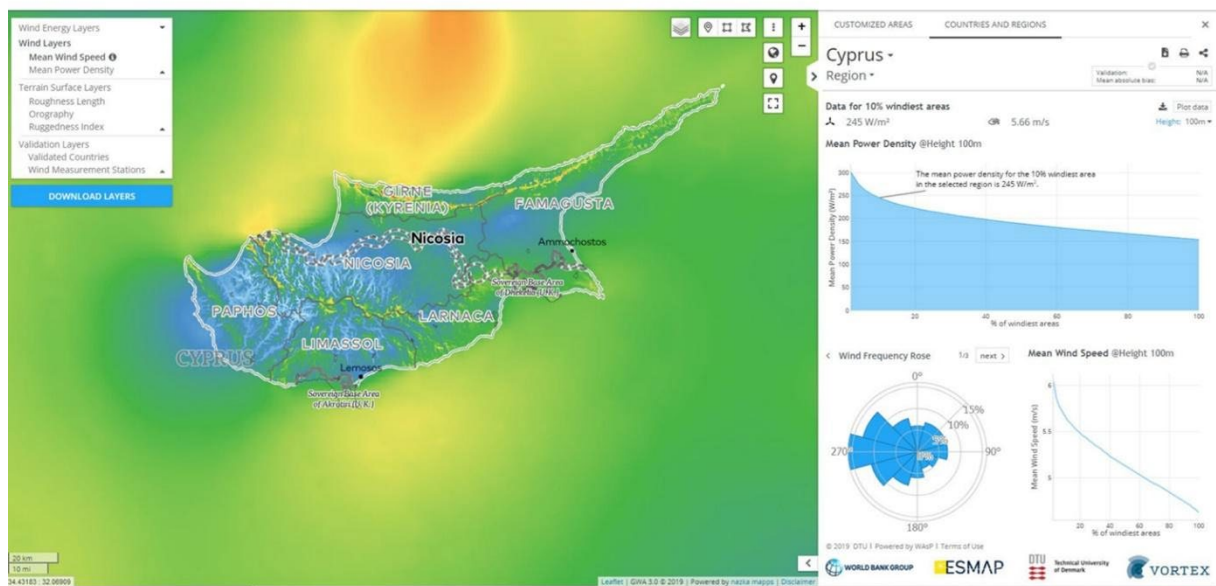 Wind Energy Layers
Wind Layers
Mean Wind Speed
Mean Power Density
Terrain Surface Layers
Roughness Length
Orography
Ruggedness Index
Validation Layers
Validated Countries
Wind Measurement Stations
DOWNLOAD LAYERS
+
−
GIRNE
(KYRENIA)
FAMAGUSTA
Nicosia
Ammochostos
NICOSIA
Sovereign Base Area
of Dhekelia (U.K.)
PAPHOS
LARNACA
LIMASSOL
CYPRUS
Lemosos
Sovereign Base Area
of Akrotiri (U.K.)
20 km
10 mi
34.43183 : 32.06909
Leaflet | GWA 3.0 © 2019 | Powered by nazka mapps | Disclaimer
CUSTOMIZED AREAS COUNTRIES AND REGIONS ×
Cyprus
Region
Validation: N/A
Mean absolute bias: N/A
Data for 10% windiest areas Plot data
245 W/m² 5.66 m/s Height: 100m
Mean Power Density @Height 100m
The mean power density for the 10% windiest area
in the selected region is 245 W/m².
Mean Power Density (W/m²)
300
250
200
150
100
50
0
0 20 40 60 80 100
% of windiest areas
< Wind Frequency Rose 1/3 next >
0°
15%
10%
5%
0%
270° 90°
180°
Mean Wind Speed @Height 100m
Mean Wind Speed (m/s)
6
5.5
5
20 40 60 80 100
% of windiest areas
© 2019 DTU | Powered by WAsP | Terms of Use
WORLD BANK GROUP
ESMAP
DTU
Technical University
of Denmark
VORTEX